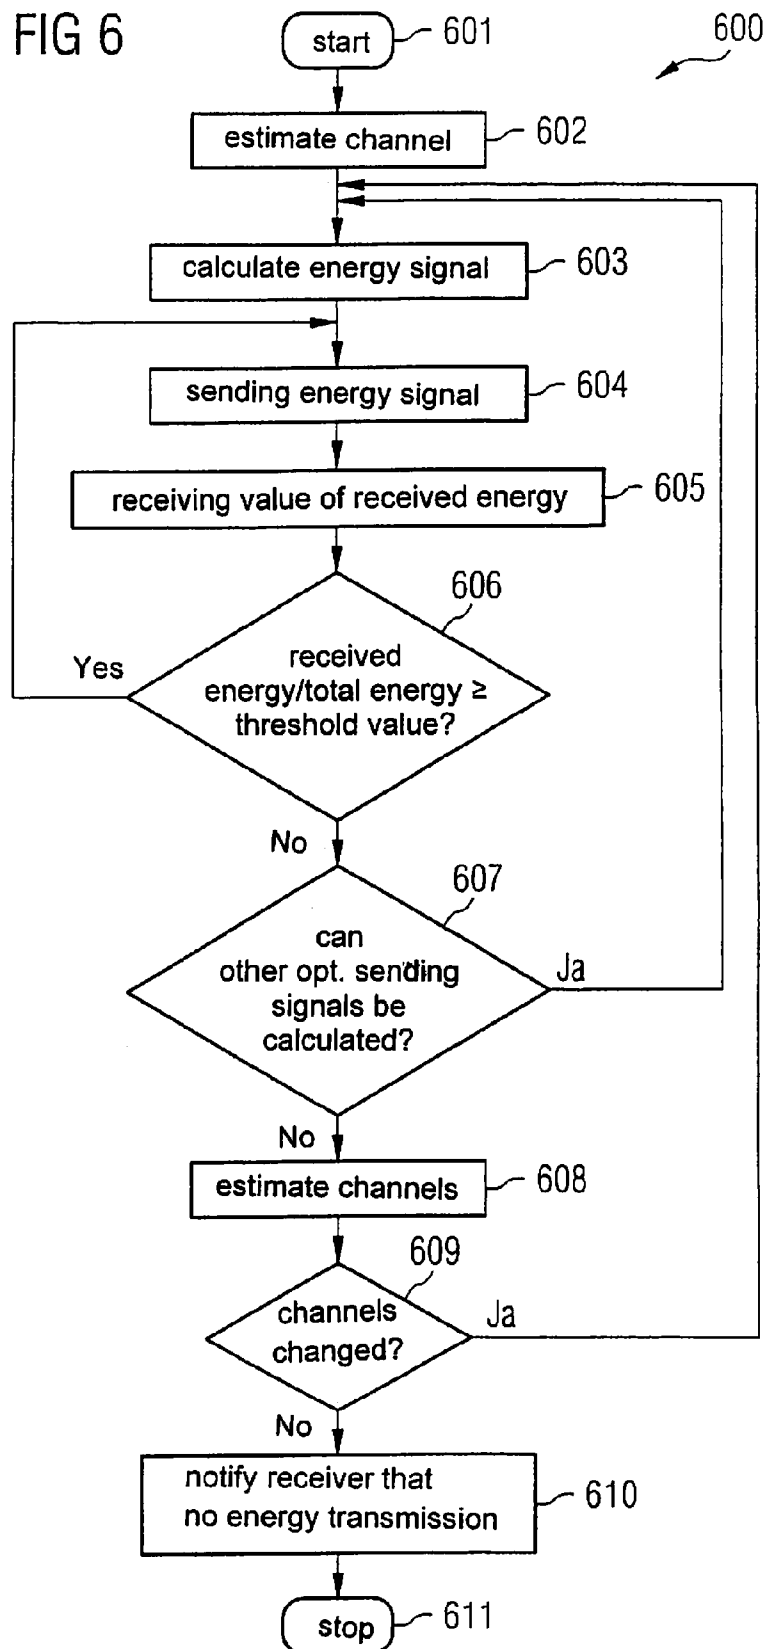 FIG 6
start
601
600
estimate channel
602
calculate energy signal
603
sending energy signal
604
receiving value of received energy
605
606
Yes
received
energy/total energy ≥
threshold value?
No
607
can
other opt. sending
signals be
calculated?
Ja
No
estimate channels
608
609
channels
changed?
Ja
No
notify receiver that
no energy transmission
610
stop
611